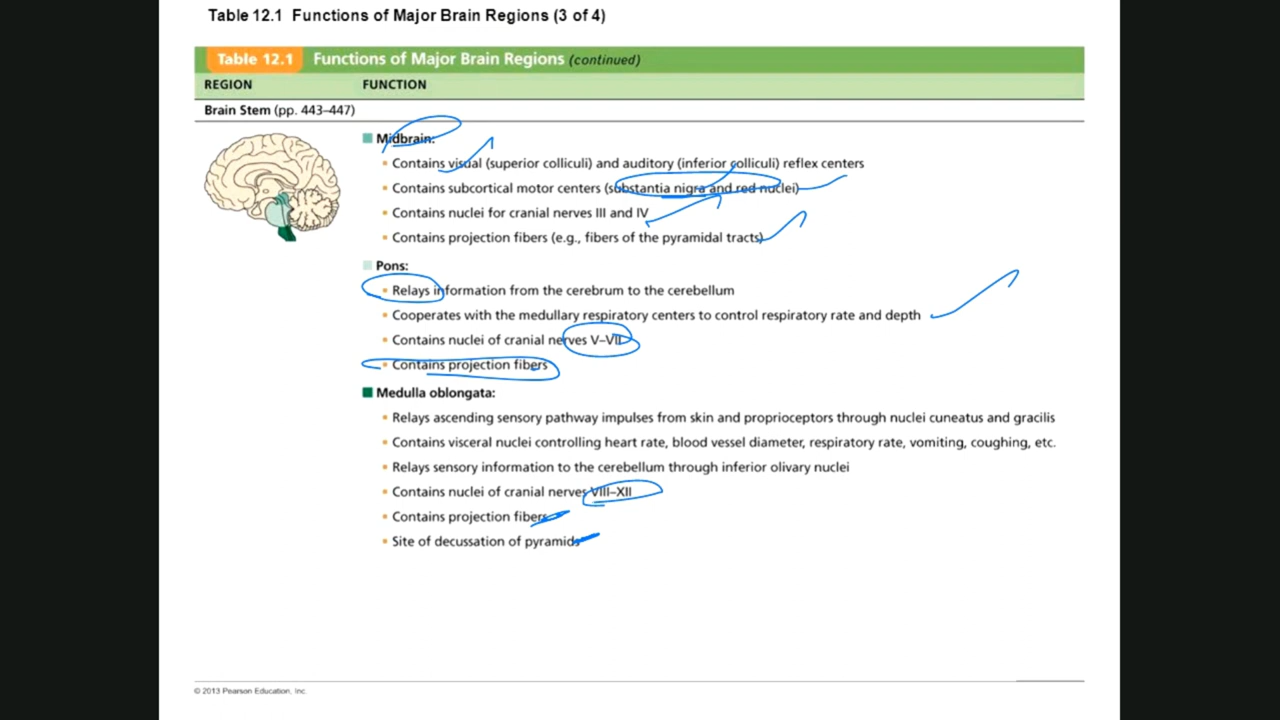 Table 12.1 Functions of Major Brain Regions (3 of 4)
Table 12.1 Functions of Major Brain Regions (continued)
REGION FUNCTION
Brain Stem (pp. 443–447)
■ Midbrain:
• Contains visual (superior colliculi) and auditory (inferior colliculi) reflex centers
• Contains subcortical motor centers (substantia nigra and red nuclei)
• Contains nuclei for cranial nerves III and IV
• Contains projection fibers (e.g., fibers of the pyramidal tracts)
■ Pons:
• Relays information from the cerebrum to the cerebellum
• Cooperates with the medullary respiratory centers to control respiratory rate and depth
• Contains nuclei of cranial nerves V–VII
• Contains projection fibers
■ Medulla oblongata:
• Relays ascending sensory pathway impulses from skin and proprioceptors through nuclei cuneatus and gracilis
• Contains visceral nuclei controlling heart rate, blood vessel diameter, respiratory rate, vomiting, coughing, etc.
• Relays sensory information to the cerebellum through inferior olivary nuclei
• Contains nuclei of cranial nerves VIII–XII
• Contains projection fibers
• Site of decussation of pyramids
© 2013 Pearson Education, Inc.